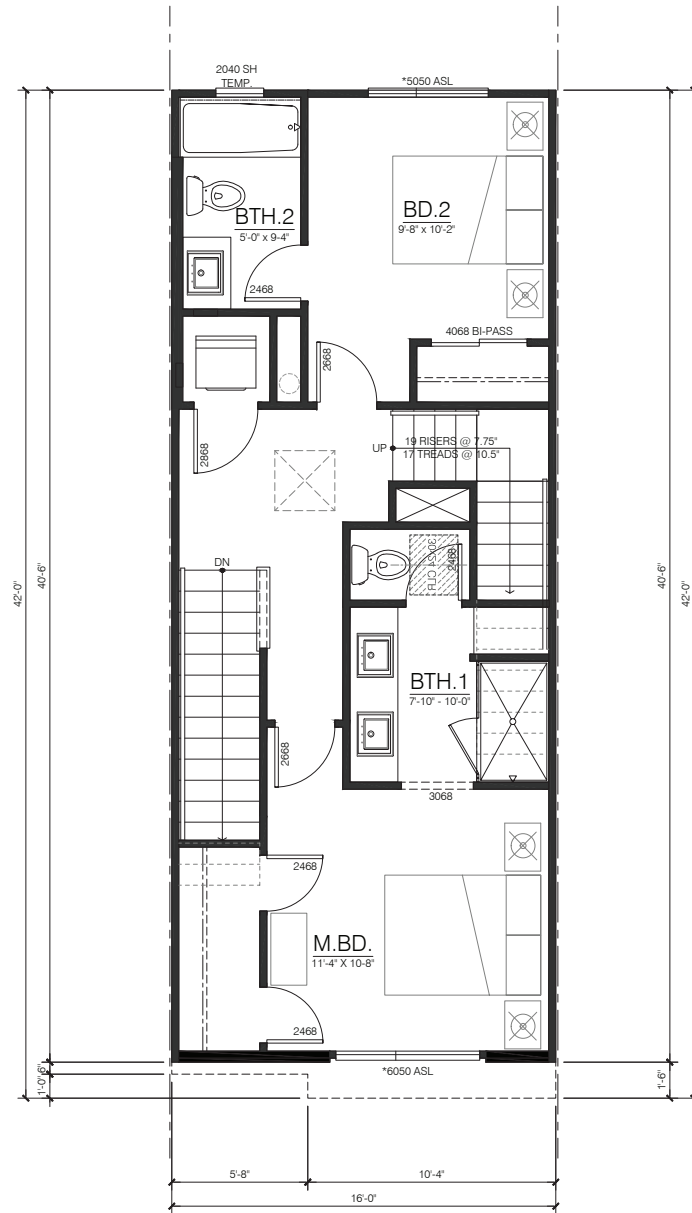 2040 SH
TEMP.
*5050 ASL
BTH.2
5'-0" x 9-4"
BD.2
9'-8" x 10'-2"
2468
4068 BI-PASS
2668
2868
UP
19 RISERS @ 7.75"
17 TREADS @ 10.5"
DN
30x24 CLR.
2468
42'-0"
40'-6"
40'-6"
42'-0"
BTH.1
7'-10" - 10'-0"
2668
3068
2468
M.BD.
11'-4" X 10-8"
2468
*6050 ASL
6"
1'-0"
1'-6"
5'-8"
10'-4"
16'-0"